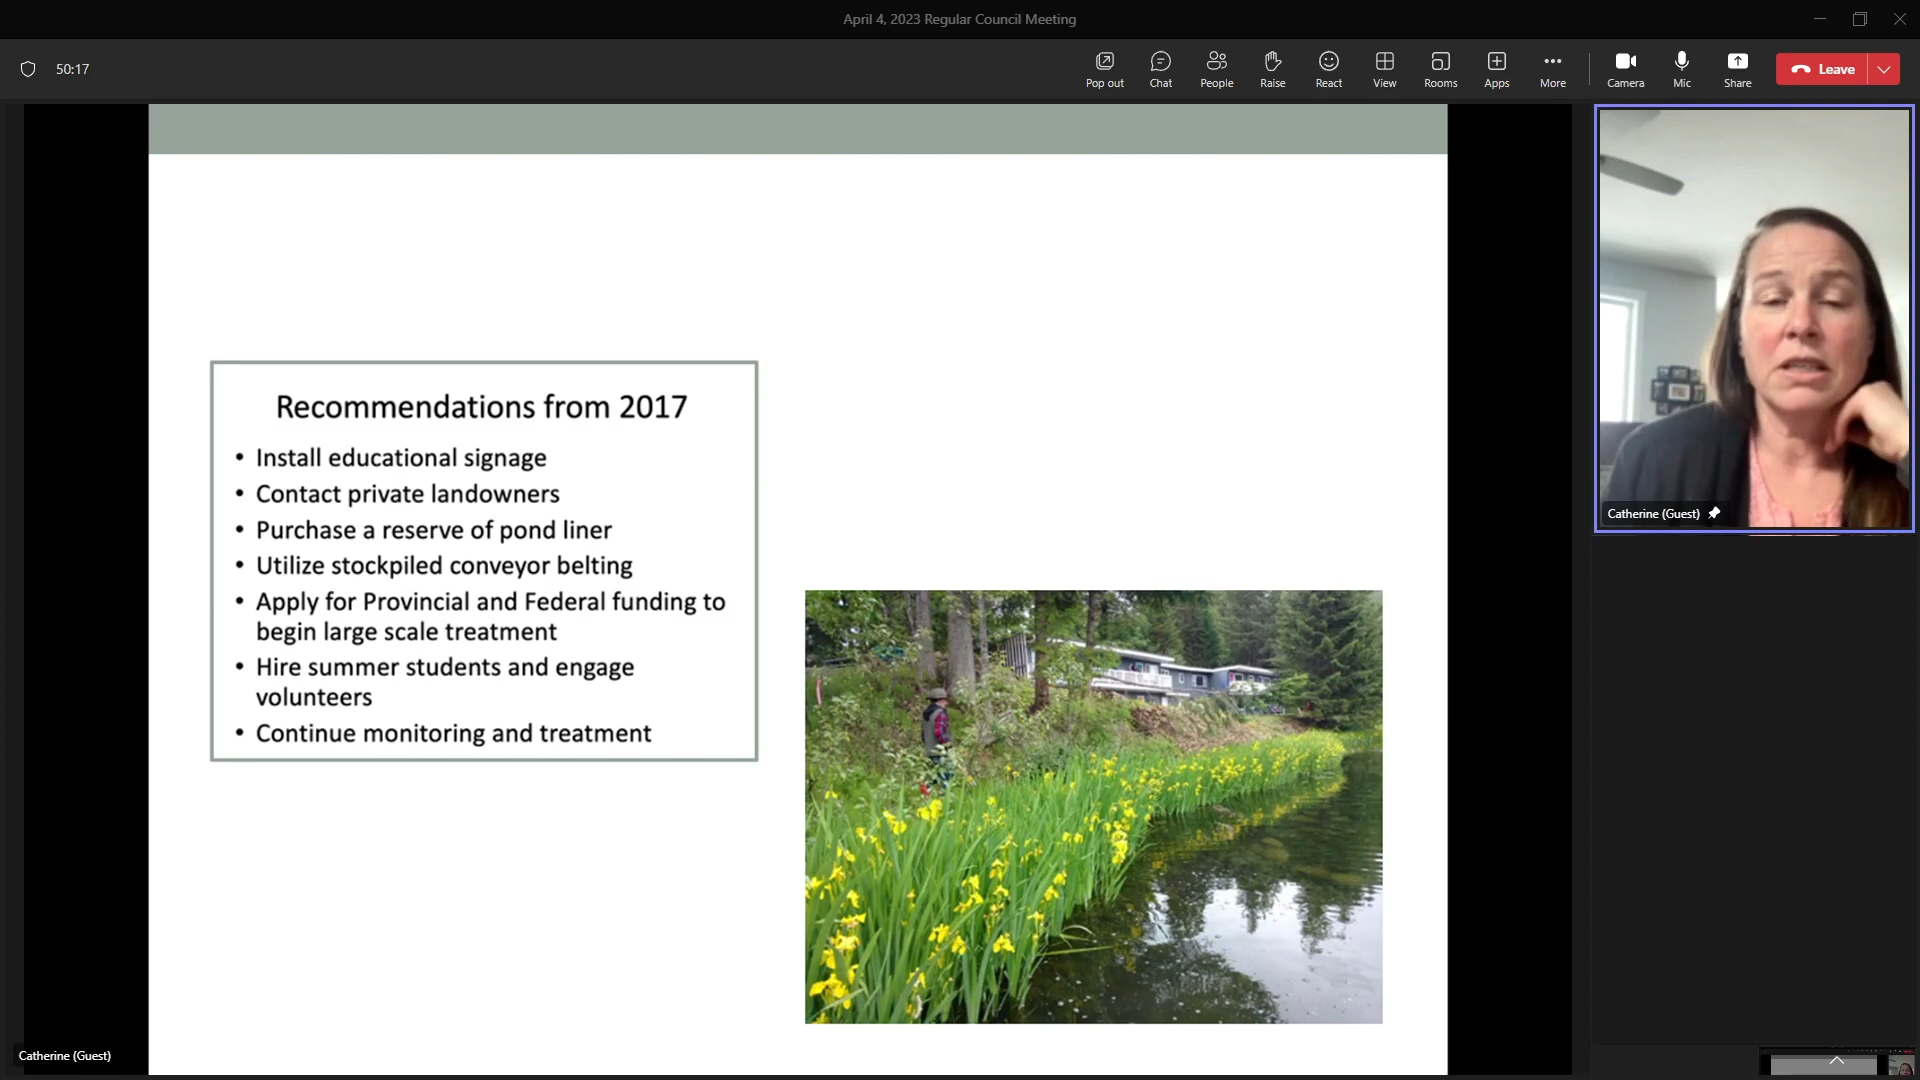 April 4, 2023 Regular Council Meeting
50:17
Pop out
Chat
People
Raise
React
View
Rooms
Apps
More
Camera
Mic
Share
Leave
Recommendations from 2017
• Install educational signage
• Contact private landowners
• Purchase a reserve of pond liner
• Utilize stockpiled conveyor belting
• Apply for Provincial and Federal funding to
begin large scale treatment
• Hire summer students and engage
volunteers
• Continue monitoring and treatment
Catherine (Guest)
Catherine (Guest)